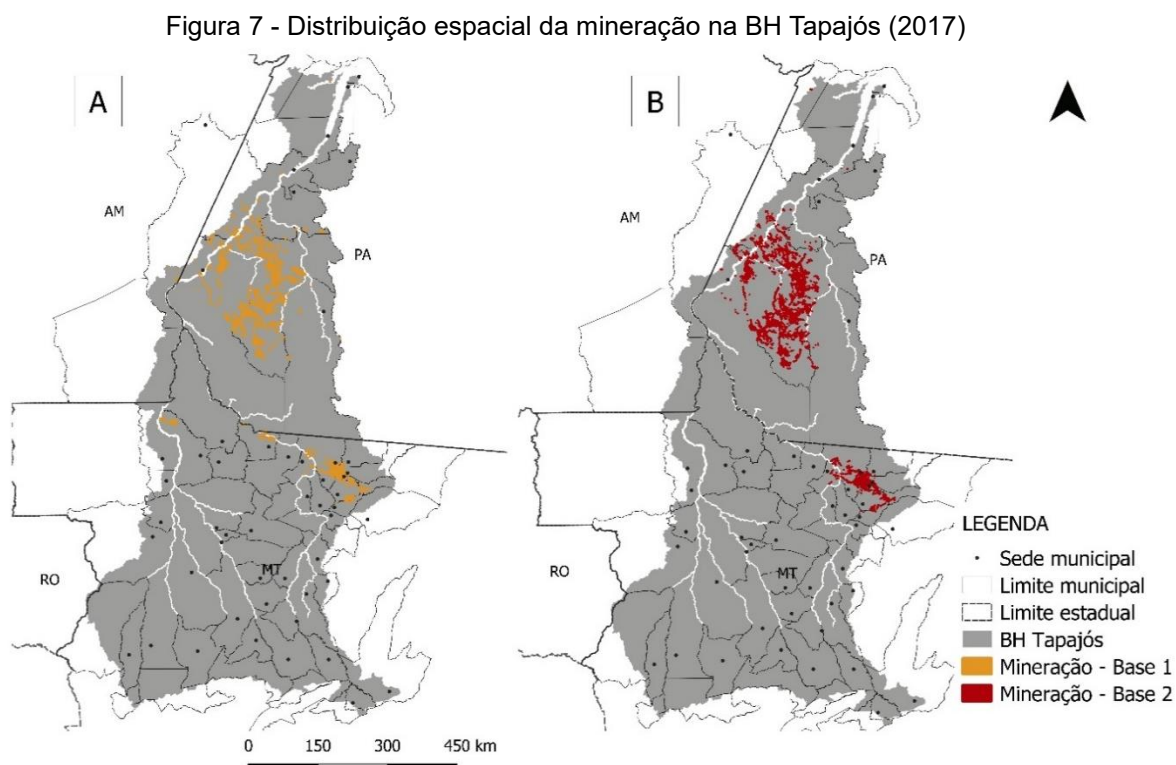 Figura 7 - Distribuição espacial da mineração na BH Tapajós (2017)
A
AM
PA
RO
MT
0 150 300 450 km
B
AM
PA
RO
MT
LEGENDA
Sede municipal
Limite municipal
Limite estadual
BH Tapajós
Mineração - Base 1
Mineração - Base 2